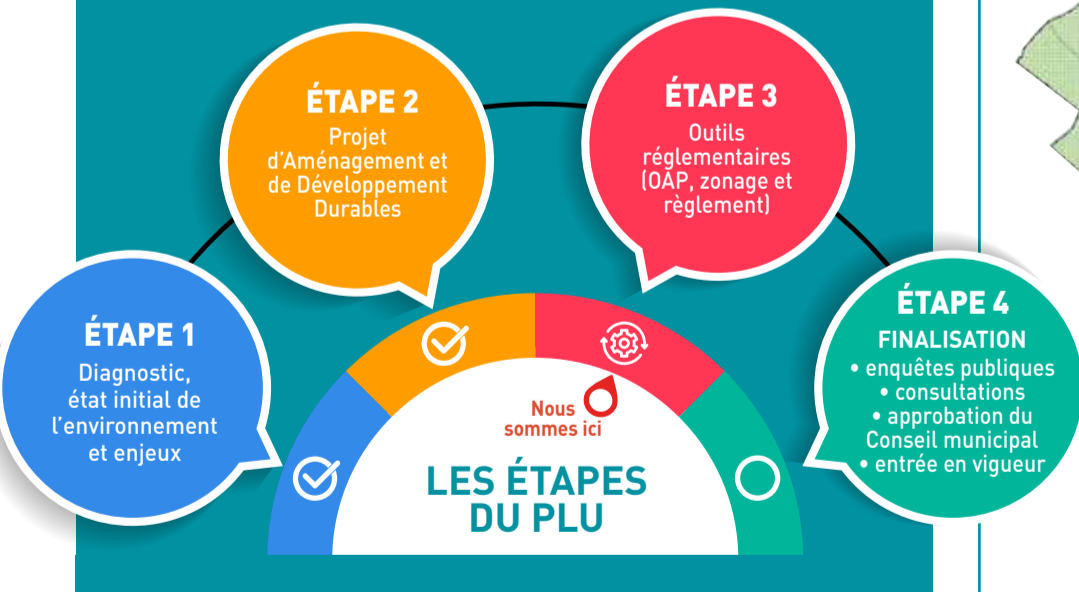 ÉTAPE 1
Diagnostic,
état initial de
l'environnement
et enjeux
ÉTAPE 2
Projet
d'Aménagement et
de Développement
Durables
ÉTAPE 3
Outils
réglementaires
(OAP, zonage et
règlement)
ÉTAPE 4
FINALISATION
• enquêtes publiques
• consultations
• approbation du
Conseil municipal
• entrée en vigueur
Nous
sommes ici
LES ÉTAPES
DU PLU